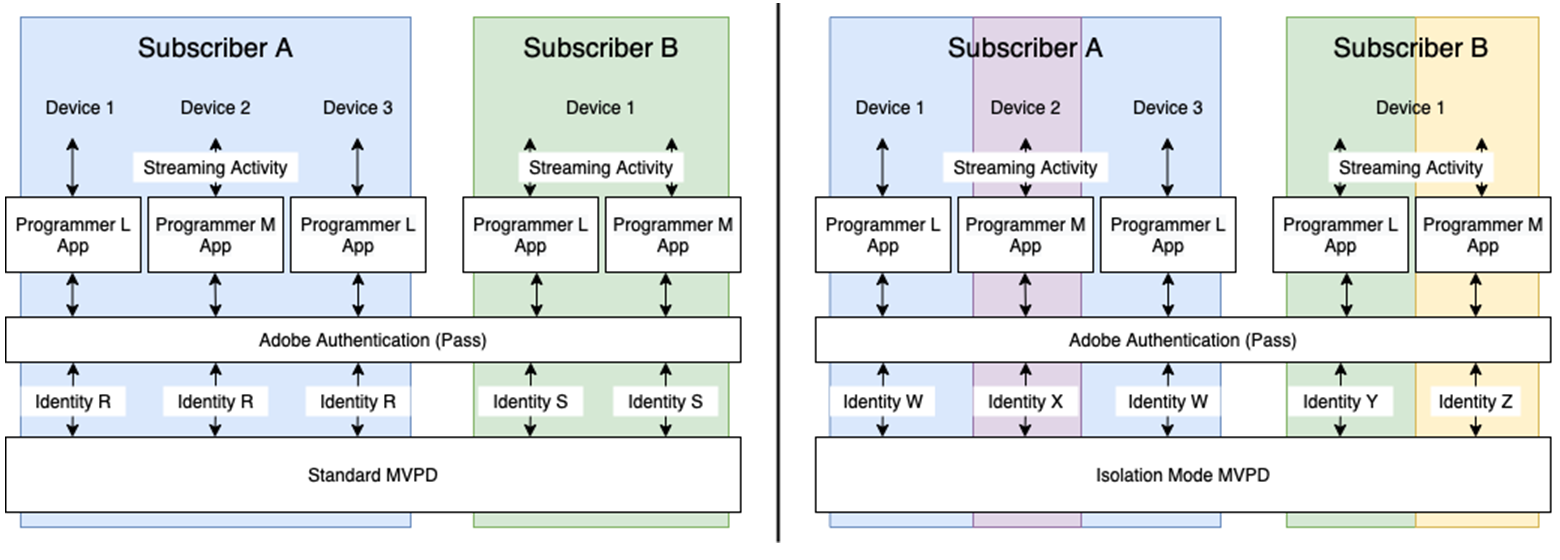 Subscriber A
Subscriber B
Device 1
Device 2
Device 3
Device 1
Streaming Activity
Streaming Activity
Programmer L
App
Programmer M
App
Programmer L
App
Programmer L
App
Programmer M
App
Adobe Authentication (Pass)
Identity R
Identity R
Identity R
Identity S
Identity S
Standard MVPD
Subscriber A
Subscriber B
Device 1
Device 2
Device 3
Device 1
Streaming Activity
Streaming Activity
Programmer L
App
Programmer M
App
Programmer L
App
Programmer L
App
Programmer M
App
Adobe Authentication (Pass)
Identity W
Identity X
Identity W
Identity Y
Identity Z
Isolation Mode MVPD